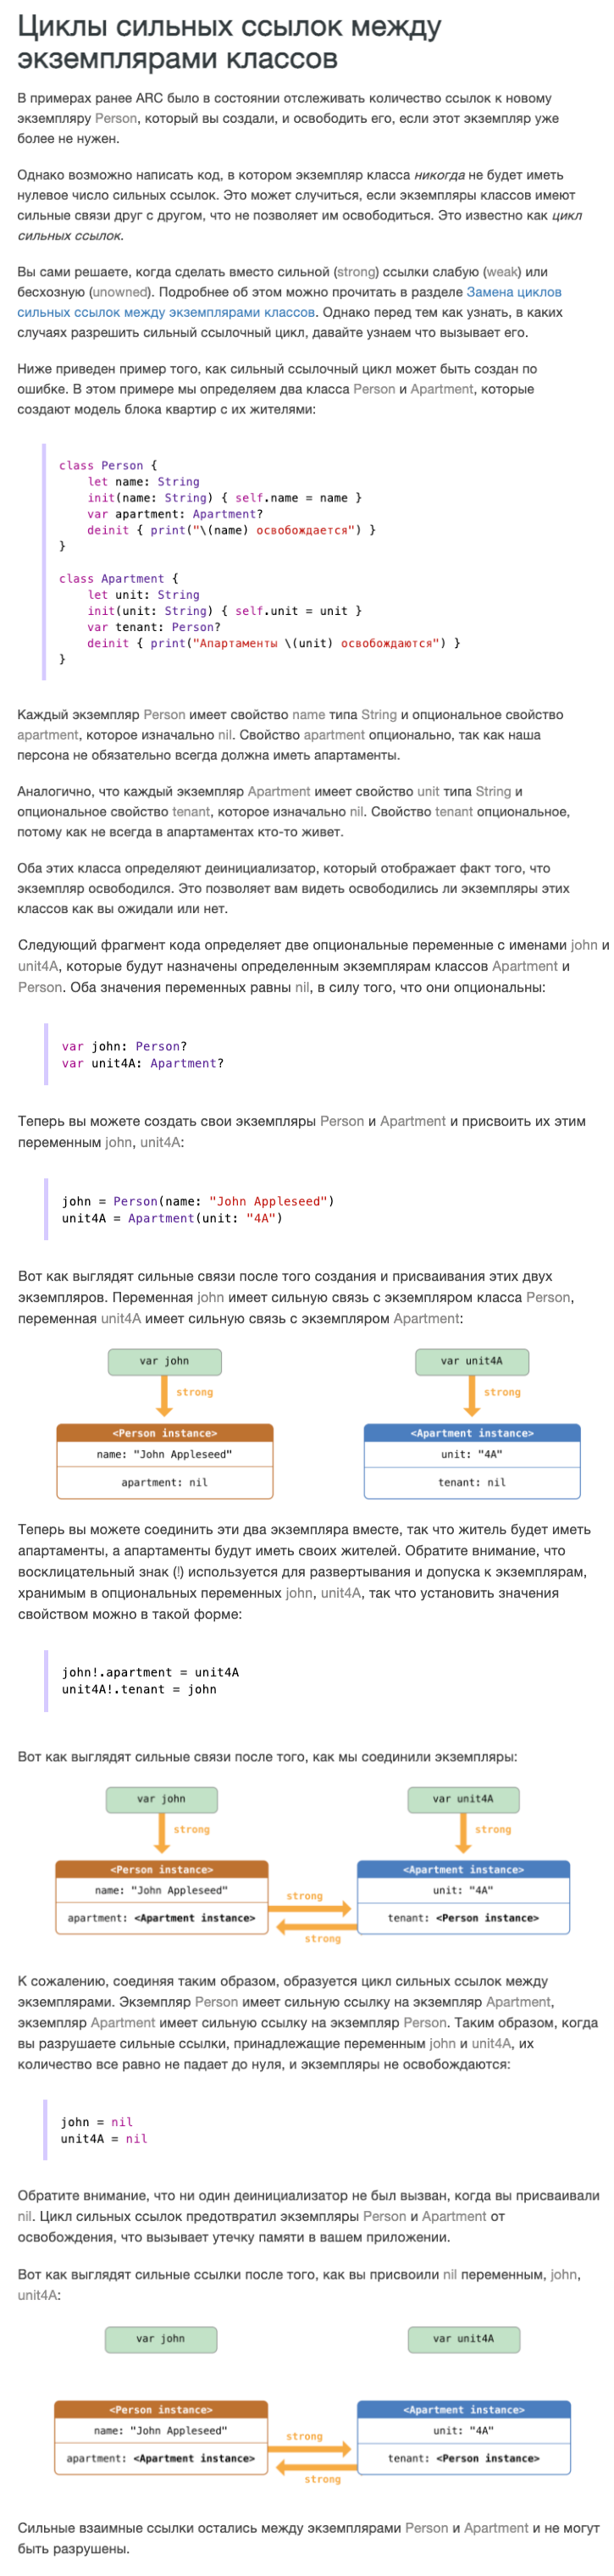 Циклы сильных ссылок между
экземплярами классов
В примерах ранее ARC было в состоянии отслеживать количество ссылок к новому
экземпляру Person, который вы создали, и освободить его, если этот экземпляр уже
более не нужен.
Однако возможно написать код, в котором экземпляр класса никогда не будет иметь
нулевое число сильных ссылок. Это может случиться, если экземпляры классов имеют
сильные связи друг с другом, что не позволяет им освободиться. Это известно как цикл
сильных ссылок.
Вы сами решаете, когда сделать вместо сильной (strong) ссылки слабую (weak) или
бесхозную (unowned). Подробнее об этом можно прочитать в разделе Замена циклов
сильных ссылок между экземплярами классов. Однако перед тем как узнать, в каких
случаях разрешить сильный ссылочный цикл, давайте узнаем что вызывает его.
Ниже приведен пример того, как сильный ссылочный цикл может быть создан по
ошибке. В этом примере мы определяем два класса Person и Apartment, которые
создают модель блока квартир с их жителями:
class Person {
let name: String
init(name: String) { self.name = name }
var apartment: Apartment?
deinit { print("\(name) освобождается") }
}
class Apartment {
let unit: String
init(unit: String) { self.unit = unit }
var tenant: Person?
deinit { print("Апартаменты \(unit) освобождаются") }
}
Каждый экземпляр Person имеет свойство name типа String и опциональное свойство
apartment, которое изначально nil. Свойство apartment опционально, так как наша
персона не обязательно всегда должна иметь апартаменты.
Аналогично, что каждый экземпляр Apartment имеет свойство unit типа String и
опциональное свойство tenant, которое изначально nil. Свойство tenant опциональное,
потому как не всегда в апартаментах кто-то живет.
Оба этих класса определяют деинициализатор, который отображает факт того, что
экземпляр освободился. Это позволяет вам видеть освободились ли экземпляры этих
классов как вы ожидали или нет.
Следующий фрагмент кода определяет две опциональные переменные с именами john и
unit4A, которые будут назначены определенным экземплярам классов Apartment и
Person. Оба значения переменных равны nil, в силу того, что они опциональны:
var john: Person?
var unit4A: Apartment?
Теперь вы можете создать свои экземпляры Person и Apartment и присвоить их этим
переменным john, unit4A:
john = Person(name: "John Appleseed")
unit4A = Apartment(unit: "4A")
Вот как выглядят сильные связи после того создания и присваивания этих двух
экземпляров. Переменная john имеет сильную связь с экземпляром класса Person,
переменная unit4A имеет сильную связь с экземпляром Apartment:
var john var unit4A
strong strong
<Person instance> <Apartment instance>
name: "John Appleseed" unit: "4A"
apartment: nil tenant: nil
Теперь вы можете соединить эти два экземпляра вместе, так что житель будет иметь
апартаменты, а апартаменты будут иметь своих жителей. Обратите внимание, что
восклицательный знак (!) используется для развертывания и допуска к экземплярам,
хранимым в опциональных переменных john, unit4A, так что установить значения
свойством можно в такой форме:
john!.apartment = unit4A
unit4A!.tenant = john
Вот как выглядят сильные связи после того, как мы соединили экземпляры:
var john var unit4A
strong strong
<Person instance> <Apartment instance>
name: "John Appleseed" unit: "4A"
strong
apartment: <Apartment instance> tenant: <Person instance>
strong
К сожалению, соединяя таким образом, образуется цикл сильных ссылок между
экземплярами. Экземпляр Person имеет сильную ссылку на экземпляр Apartment,
экземпляр Apartment имеет сильную ссылку на экземпляр Person. Таким образом, когда
вы разрушаете сильные ссылки, принадлежащие переменным john и unit4A, их
количество все равно не падает до нуля, и экземпляры не освобождаются:
john = nil
unit4A = nil
Обратите внимание, что ни один деинициализатор не был вызван, когда вы присваивали
nil. Цикл сильных ссылок предотвратил экземпляры Person и Apartment от
освобождения, что вызывает утечку памяти в вашем приложении.
Вот как выглядят сильные ссылки после того, как вы присвоили nil переменным, john,
unit4A:
var john var unit4A
<Person instance> <Apartment instance>
name: "John Appleseed" unit: "4A"
strong
apartment: <Apartment instance> tenant: <Person instance>
strong
Сильные взаимные ссылки остались между экземплярами Person и Apartment и не могут
быть разрушены.